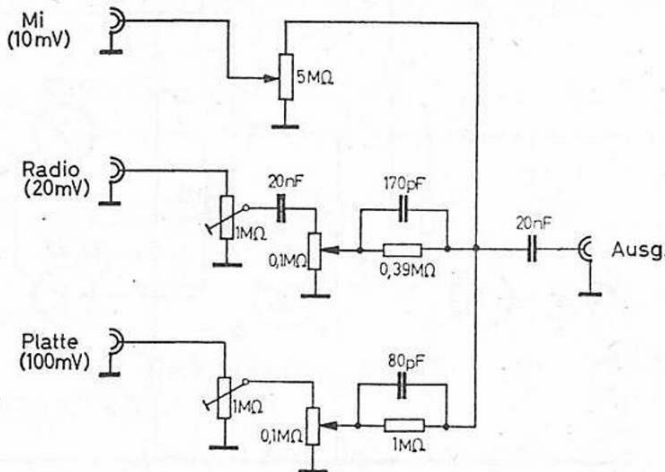 Mi
(10mV)
5MΩ
Radio
(20mV)
1MΩ
20nF
0,1MΩ
170pF
0,39MΩ
20nF
Ausg.
Platte
(100mV)
1MΩ
0,1MΩ
80pF
1MΩ